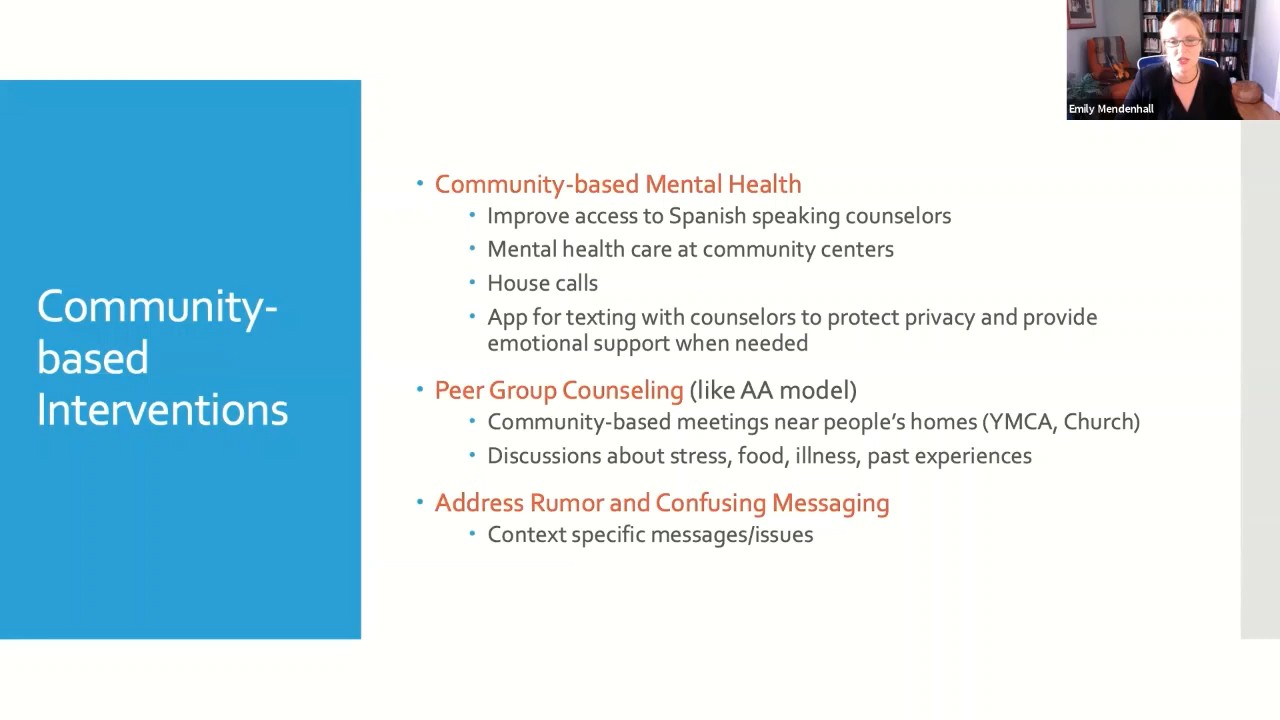 Emily Mendenhall
Community-
based
Interventions
• Community-based Mental Health
• Improve access to Spanish speaking counselors
• Mental health care at community centers
• House calls
• App for texting with counselors to protect privacy and provide
emotional support when needed
• Peer Group Counseling (like AA model)
• Community-based meetings near people’s homes (YMCA, Church)
• Discussions about stress, food, illness, past experiences
• Address Rumor and Confusing Messaging
• Context specific messages/issues